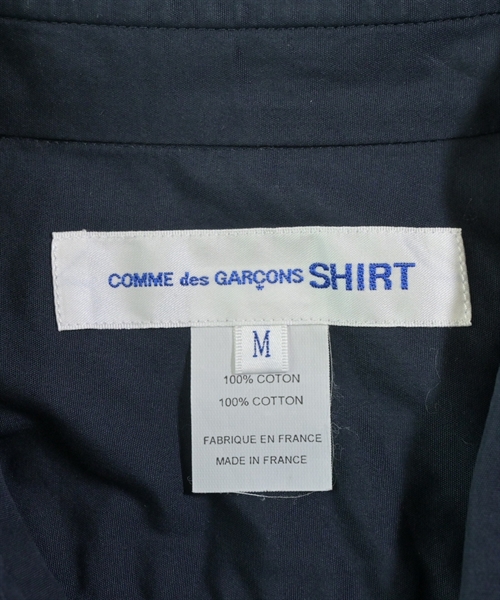 COMME des GARÇONS SHIRT
M
100% COTON
100% COTTON
FABRIQUE EN FRANCE
MADE IN FRANCE